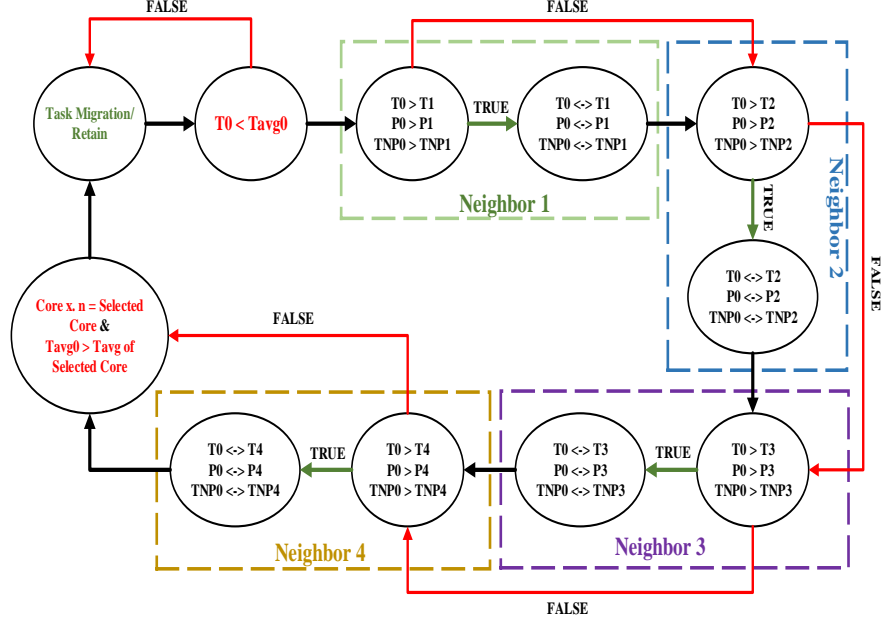 FALSE
FALSE
Task Migration/
Retain
T0 < Tavg0
T0 > T1
P0 > P1
TNP0 > TNP1
TRUE
T0 <-> T1
P0 <-> P1
TNP0 <-> TNP1
Neighbor 1
T0 > T2
P0 > P2
TNP0 > TNP2
TRUE
Neighbor 2
FALSE
T0 <-> T2
P0 <-> P2
TNP0 <-> TNP2
Core x. n = Selected
Core &
Tavg0 > Tavg of
Selected Core
FALSE
T0 <-> T4
P0 <-> P4
TNP0 <-> TNP4
TRUE
T0 > T4
P0 > P4
TNP0 > TNP4
Neighbor 4
T0 <-> T3
P0 <-> P3
TNP0 <-> TNP3
TRUE
T0 > T3
P0 > P3
TNP0 > TNP3
Neighbor 3
FALSE